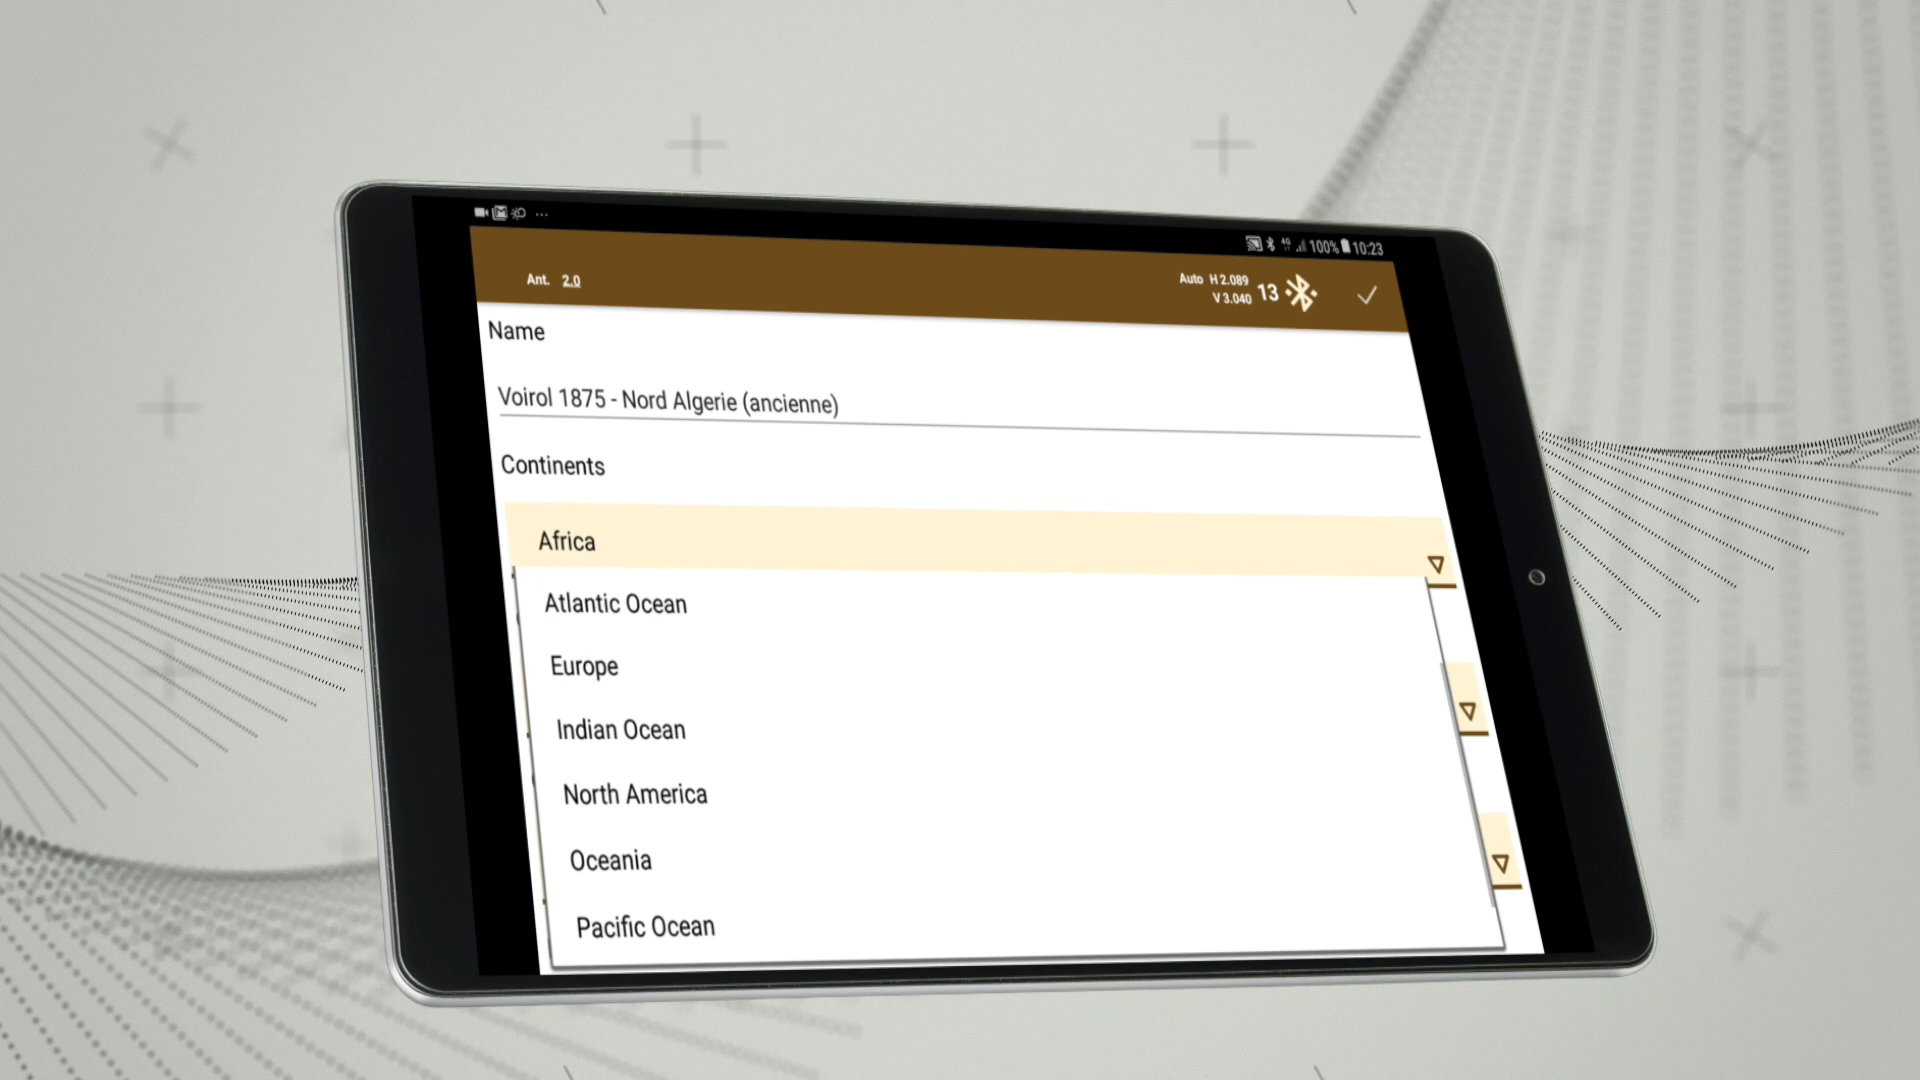 4G 100% 10:23
Ant. 2.0
Auto H 2.089
V 3.040
13
Name
Voirol 1875 - Nord Algerie (ancienne)
Continents
Africa
Atlantic Ocean
Europe
Indian Ocean
North America
Oceania
Pacific Ocean